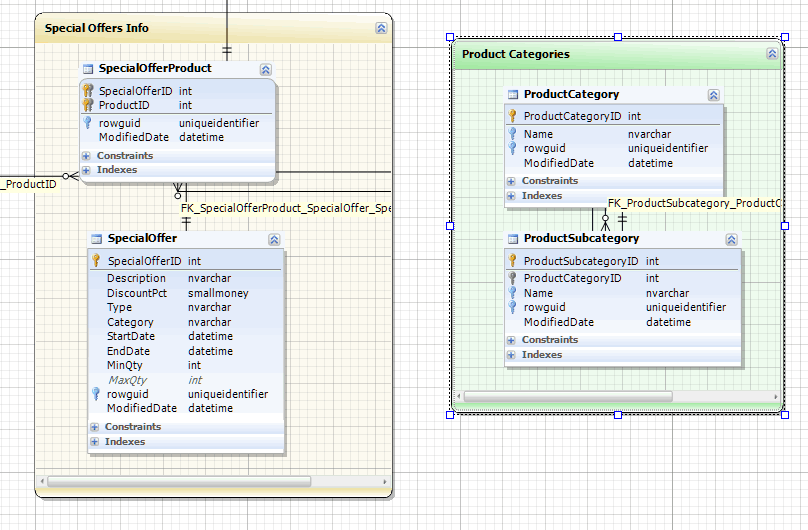 Special Offers Info
SpecialOfferProduct
SpecialOfferID int
ProductID int
rowguid uniqueidentifier
ModifiedDate datetime
Constraints
Indexes
_ProductID
FK_SpecialOfferProduct_SpecialOffer_Spe
SpecialOffer
SpecialOfferID int
Description nvarchar
DiscountPct smallmoney
Type nvarchar
Category nvarchar
StartDate datetime
EndDate datetime
MinQty int
MaxQty int
rowguid uniqueidentifier
ModifiedDate datetime
Constraints
Indexes
Product Categories
ProductCategory
ProductCategoryID int
Name nvarchar
rowguid uniqueidentifier
ModifiedDate datetime
Constraints
Indexes
FK_ProductSubcategory_ProductC
ProductSubcategory
ProductSubcategoryID int
ProductCategoryID int
Name nvarchar
rowguid uniqueidentifier
ModifiedDate datetime
Constraints
Indexes